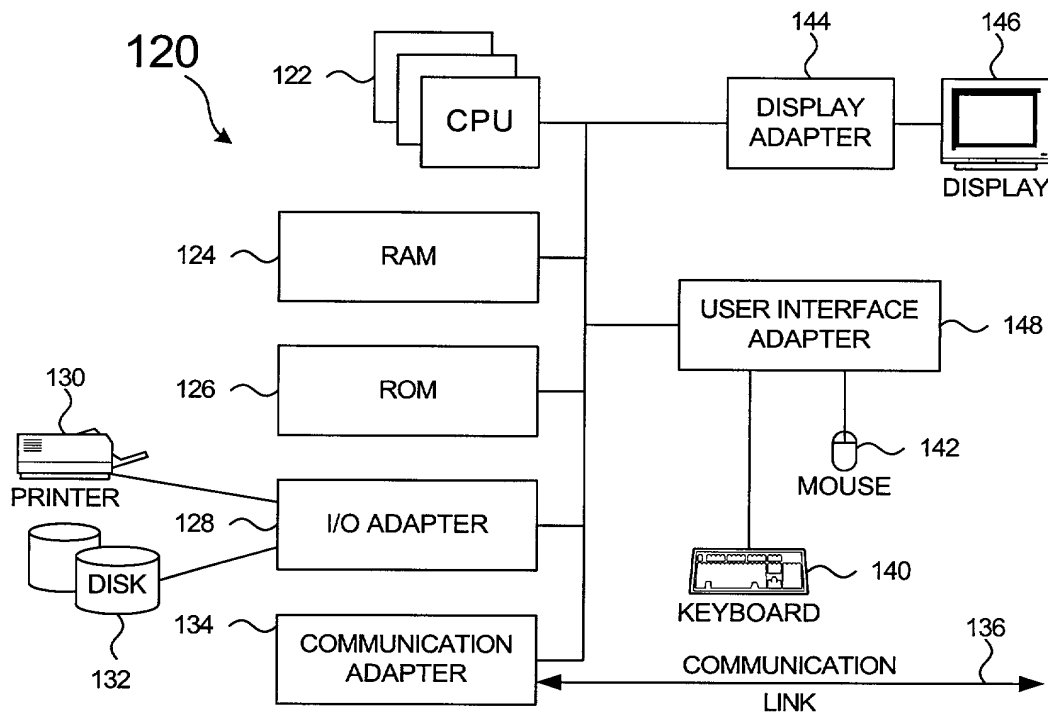 120
122
CPU
144
DISPLAY
ADAPTER
146
DISPLAY
124
RAM
USER INTERFACE
ADAPTER
148
126
ROM
130
PRINTER
142
MOUSE
128
I/O ADAPTER
DISK
132
140
KEYBOARD
134
COMMUNICATION
ADAPTER
136
COMMUNICATION
LINK